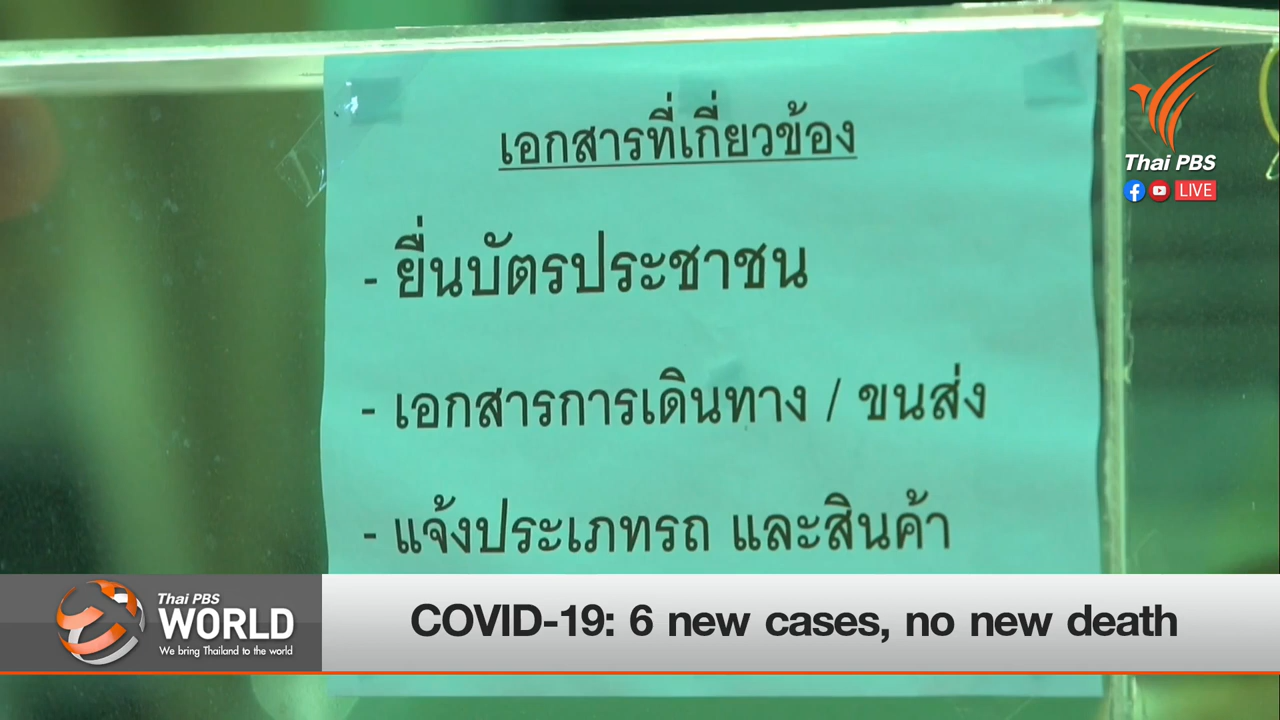 เอกสารที่เกี่ยวข้อง
- ยื่นบัตรประชาชน
- เอกสารการเดินทาง / ขนส่ง
- แจ้งประเภทรถ และสินค้า
Thai PBS
LIVE
Thai PBS
WORLD
We bring Thailand to the world
COVID-19: 6 new cases, no new death